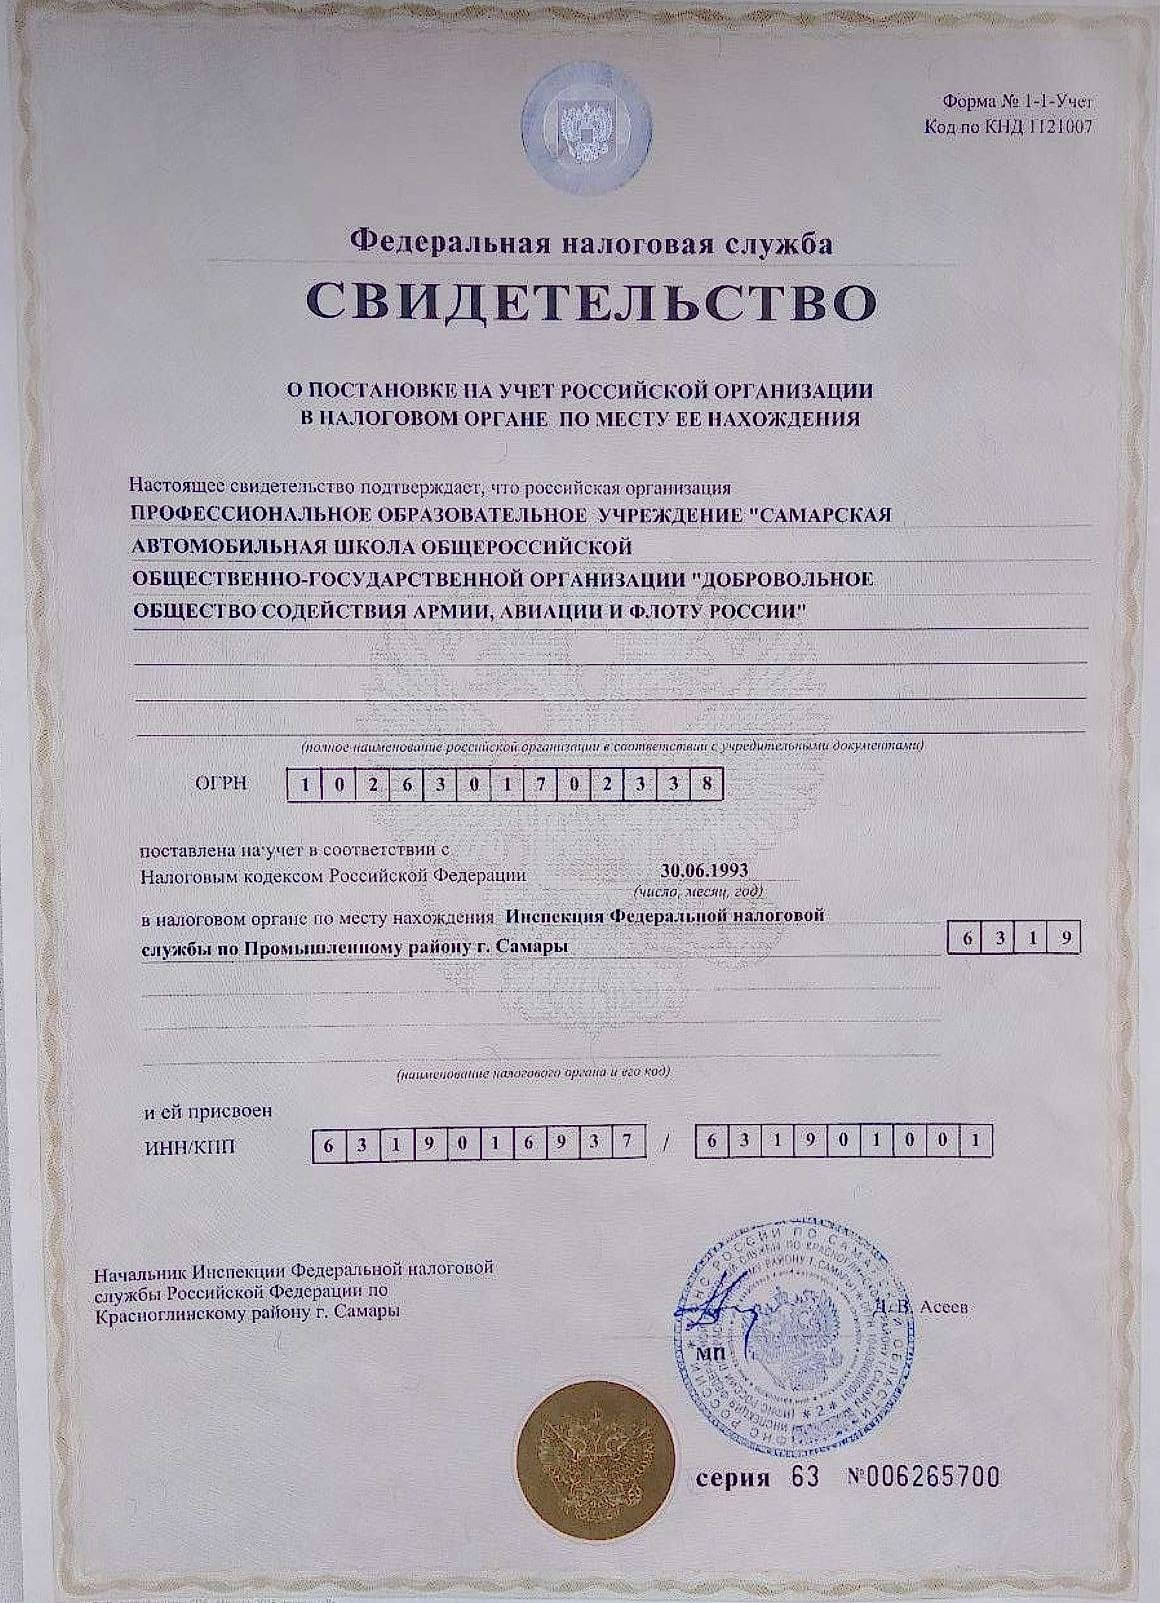 Форма № 1-1-Учет
Код по КНД 1121007
Федеральная налоговая служба
СВИДЕТЕЛЬСТВО
О ПОСТАНОВКЕ НА УЧЕТ РОССИЙСКОЙ ОРГАНИЗАЦИИ
В НАЛОГОВОМ ОРГАНЕ ПО МЕСТУ ЕЕ НАХОЖДЕНИЯ
Настоящее свидетельство подтверждает, что российская организация
ПРОФЕССИОНАЛЬНОЕ ОБРАЗОВАТЕЛЬНОЕ УЧРЕЖДЕНИЕ "САМАРСКАЯ
АВТОМОБИЛЬНАЯ ШКОЛА ОБЩЕРОССИЙСКОЙ
ОБЩЕСТВЕННО-ГОСУДАРСТВЕННОЙ ОРГАНИЗАЦИИ "ДОБРОВОЛЬНОЕ
ОБЩЕСТВО СОДЕЙСТВИЯ АРМИИ, АВИАЦИИ И ФЛОТУ РОССИИ"
(полное наименование российской организации в соответствии с учредительными документами)
ОГРН 1 0 2 6 3 0 1 7 0 2 3 3 8
поставлена на учет в соответствии с
Налоговым кодексом Российской Федерации 30.06.1993
(число, месяц, год)
в налоговом органе по месту нахождения Инспекция Федеральной налоговой
службы по Промышленному району г. Самары 6 3 1 9
(наименование налогового органа и его код)
и ей присвоен
ИНН/КПП 6 3 1 9 0 1 6 9 3 7 / 6 3 1 9 0 1 0 0 1
Начальник Инспекции Федеральной налоговой
службы Российской Федерации по
Красноглинскому району г. Самары
Д. В. Асеев
МП
серия 63 №006265700